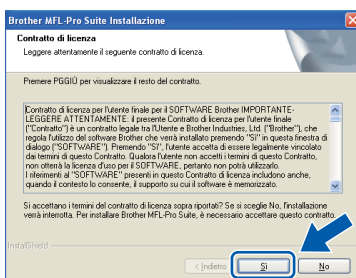 Brother MFL-Pro Suite Installazione
Contratto di licenza
Leggere attentamente il seguente contratto di licenza.
Premere PGGIÙ per visualizzare il resto del contratto.
Contratto di licenza per l'utente finale per il SOFTWARE Brother IMPORTANTE-
LEGGERE ATTENTAMENTE: il presente Contratto di licenza per l'utente finale
("Contratto") è un contratto legale tra l'Utente e Brother Industries, Ltd. ("Brother"), che
regola l'utilizzo del software Brother che verrà installato premendo "SI" in questa finestra di
dialogo ("SOFTWARE"). Premendo "SI", l'utente accetta di essere legalmente vincolato
dai termini di questo Contratto. Qualora l'utente non accetti i termini di questo Contratto,
non otterrà la licenza d'uso per il SOFTWARE, pertanto non potrà utilizzarlo.
I riferimenti al "SOFTWARE" presenti in questo Contratto di licenza includono anche,
quando il contesto lo consente, il supporto su cui il software è memorizzato.
Si accettano i termini del contratto di licenza sopra riportati? Se si sceglie No, l'installazione
verrà interrotta. Per installare Brother MFL-Pro Suite, è necessario accettare questo contratto.
InstallShield
< Indietro
Sì
No